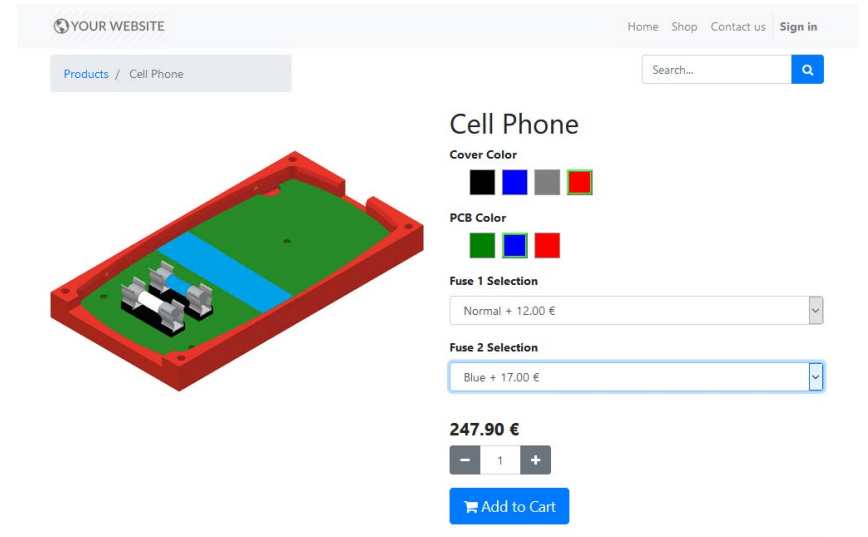 YOUR WEBSITE
Home Shop Contact us Sign in
Products / Cell Phone
Search...
Cell Phone
Cover Color
PCB Color
Fuse 1 Selection
Normal + 12.00 €
Fuse 2 Selection
Blue + 17.00 €
247.90 €
− 1 +
Add to Cart